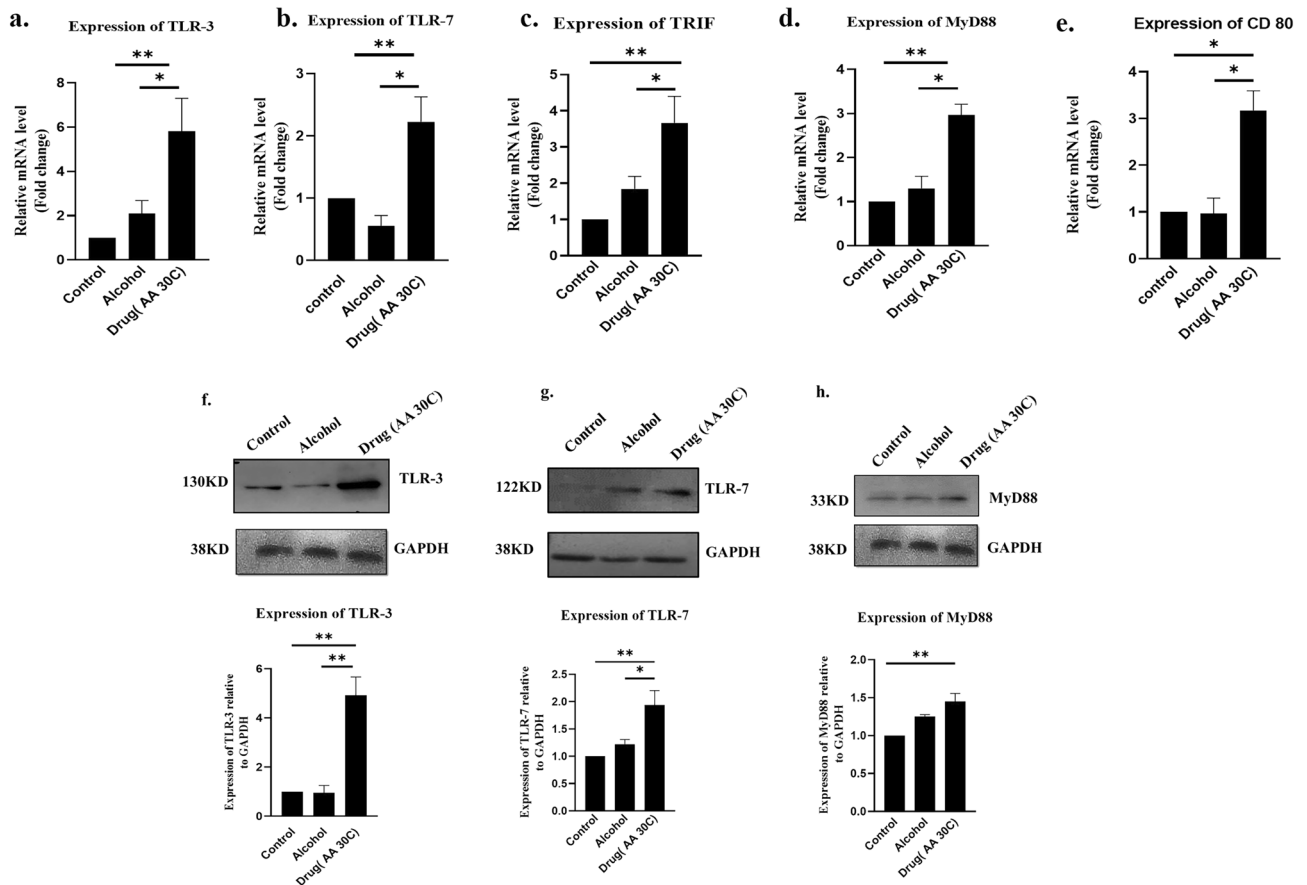 a.
Expression of TLR-3
**
*
Relative mRNA level
(Fold change)
8
6
4
2
0
Control
Alcohol
Drug( AA 30C)
b.
Expression of TLR-7
**
*
Relative mRNA level
(Fold change)
3
2
1
0
control
Alcohol
Drug( AA 30C)
c.
Expression of TRIF
**
*
Relative mRNA level
(Fold change)
5
4
3
2
1
0
Control
Alcohol
Drug( AA 30C)
d.
Expression of MyD88
**
*
Relative mRNA level
(Fold change)
4
3
2
1
0
Control
Alcohol
Drug( AA 30C)
e.
Expression of CD 80
*
*
Relative mRNA level
(Fold change)
4
3
2
1
0
control
Alcohol
Drug( AA 30C)
f.
Control
Alcohol
Drug (AA 30C)
130KD
TLR-3
38KD
GAPDH
Expression of TLR-3
**
**
Expression of TLR-3 relative
to GAPDH
6
4
2
0
Control
Alcohol
Drug( AA 30C)
g.
Control
Alcohol
Drug (AA 30C)
122KD
TLR-7
38KD
GAPDH
Expression of TLR-7
**
*
Expression of TLR-7 relative
to GAPDH
2.5
2.0
1.5
1.0
0.5
0.0
Control
Alcohol
Drug( AA 30C)
h.
Control
Alcohol
Drug (AA 30C)
33KD
MyD88
38KD
GAPDH
Expression of MyD88
**
Expression of MyD88 relative
to GAPDH
2.0
1.5
1.0
0.5
0.0
Control
Alcohol
Drug( AA 30C)